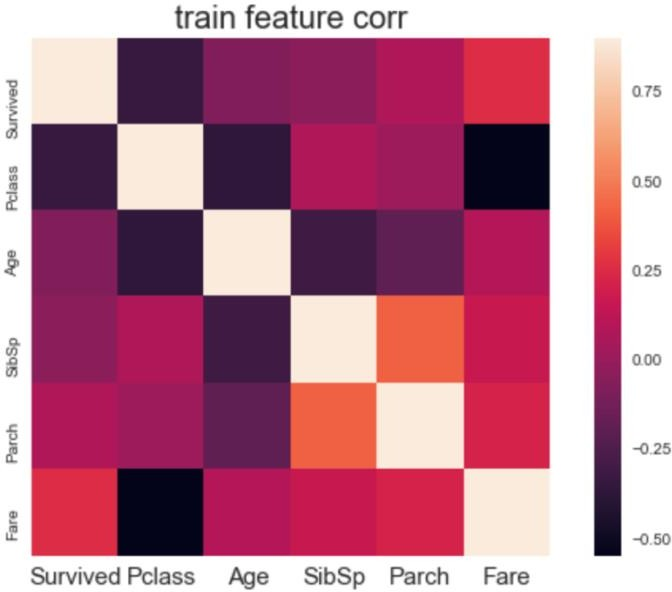 train feature corr
Survived
Pclass
Age
SibSp
Parch
Fare
Survived Pclass Age SibSp Parch Fare
0.75
0.50
0.25
0.00
−0.25
−0.50